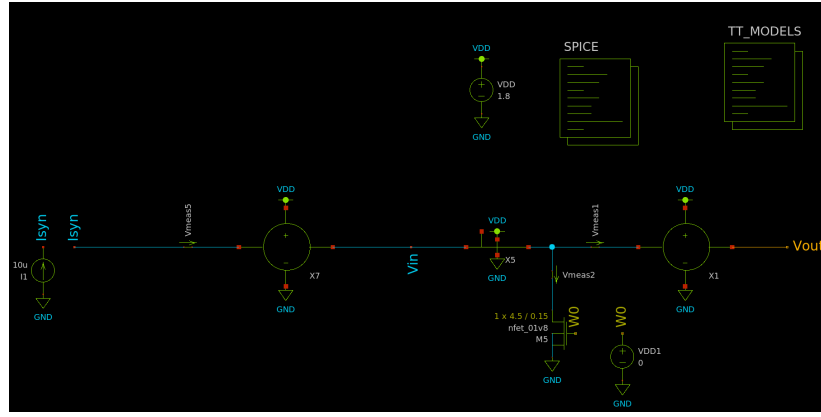 TT_MODELS
SPICE
VDD
VDD
1.8
GND
Isyn
Isyn
Vmeas5
VDD
VDD
Vmeas1
VDD
Vout
10u
I1
X7
Vin
X5
X1
GND
GND
GND
Vmeas2
GND
1 x 4.5 / 0.15
nfet_01v8
M5
W0
W0
VDD1
0
GND
GND